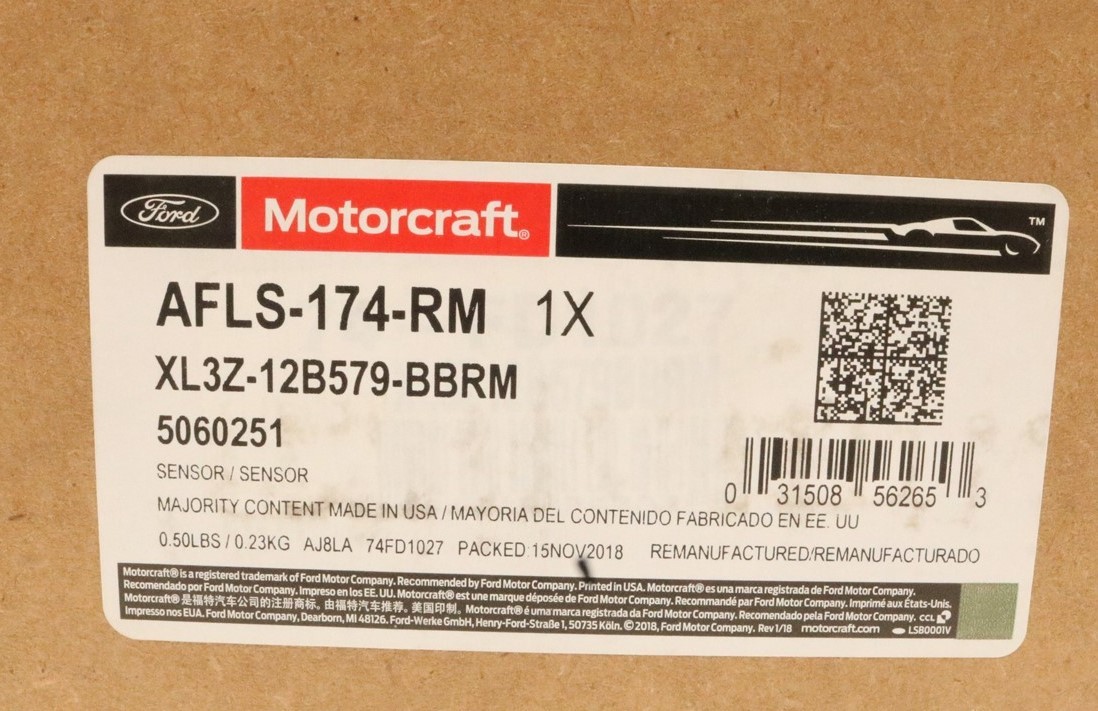 Ford Motorcraft® TM
AFLS-174-RM 1X
XL3Z-12B579-BBRM
5060251
SENSOR / SENSOR
0 31508 56265 3
MAJORITY CONTENT MADE IN USA / MAYORIA DEL CONTENIDO FABRICADO EN EE. UU
0.50LBS / 0.23KG AJ8LA 74FD1027 PACKED:15NOV2018 REMANUFACTURED/REMANUFACTURADO
Motorcraft® is a registered trademark of Ford Motor Company. Recommended by Ford Motor Company. Printed in USA. Motorcraft® es una marca registrada de Ford Motor Company.
Recomendado por Ford Motor Company. Impreso en los EE. UU. Motorcraft® est une marque déposée de Ford Motor Company. Recommandé par Ford Motor Company. Imprimé aux États-Unis.
Motorcraft® 是福特汽车公司的注册商标。由福特汽车推荐。美国印制。 Motorcraft® é uma marca registrada da Ford Motor Company. Recomendado pela Ford Motor Company. CCL
Impresso nos EUA. Ford Motor Company, Dearborn, MI 48126. Ford-Werke GmbH, Henry-Ford-Straße 1, 50735 Köln. © 2018, Ford Motor Company. Rev 1/18 motorcraft.com LSB0001V